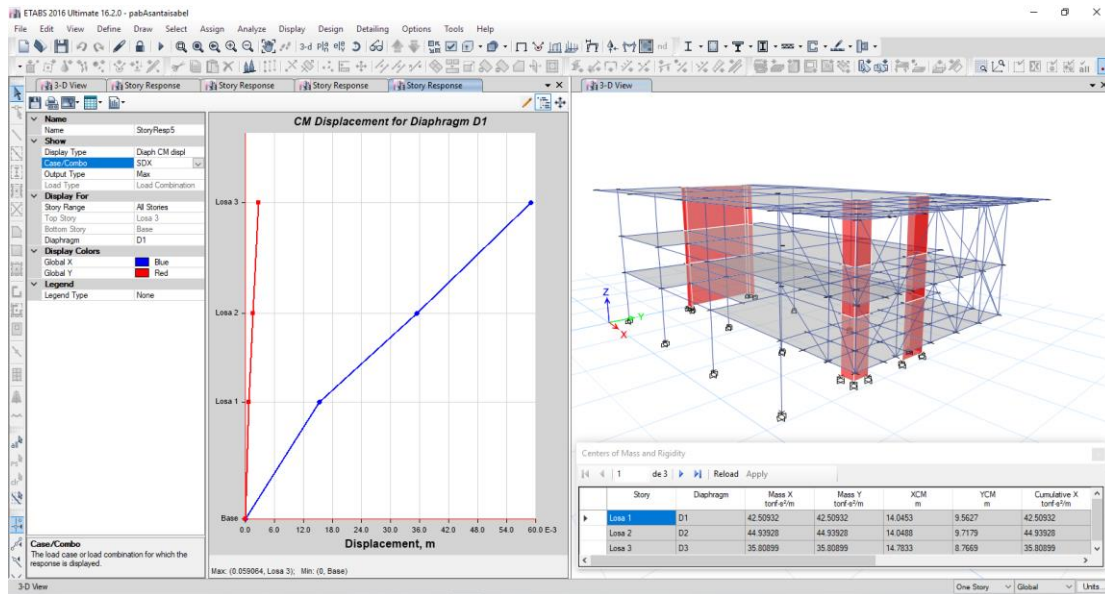 ETABS 2016 Ultimate 16.2.0 - pabAsantaisabel
File Edit View Define Draw Select Assign Analyze Display Design Detailing Options Tools Help
3-d
nd
all
3-D View
Story Response
Story Response
Story Response
Story Response
3-D View
Name
Name StoryResp5
Show
Display Type Diaph CM displ
Case/Combo SDX
Output Type Max
Load Type Load Combination
Display For
Story Range All Stories
Top Story Losa 3
Bottom Story Base
Diaphragm D1
Display Colors
Global X Blue
Global Y Red
Legend
Legend Type None
Case/Combo
The load case or load combination for which the
response is displayed.
CM Displacement for Diaphragm D1
Losa 3
Losa 2
Losa 1
Base
0.0 6.0 12.0 18.0 24.0 30.0 36.0 42.0 48.0 54.0 60.0 E-3
Displacement, m
Max: (0.059064, Losa 3); Min: (0, Base)
Z
Y
X
Centers of Mass and Rigidity
1 de 3 Reload Apply
Story Diaphragm Mass X Mass Y XCM YCM Cumulative X
tonf-s²/m tonf-s²/m m m tonf-s²/m
Losa 1 D1 42.50932 42.50932 14.0453 9.5627 42.50932
Losa 2 D2 44.93928 44.93928 14.0488 9.7179 44.93928
Losa 3 D3 35.80899 35.80899 14.7833 8.7669 35.80899
3-D View One Story Global Units...